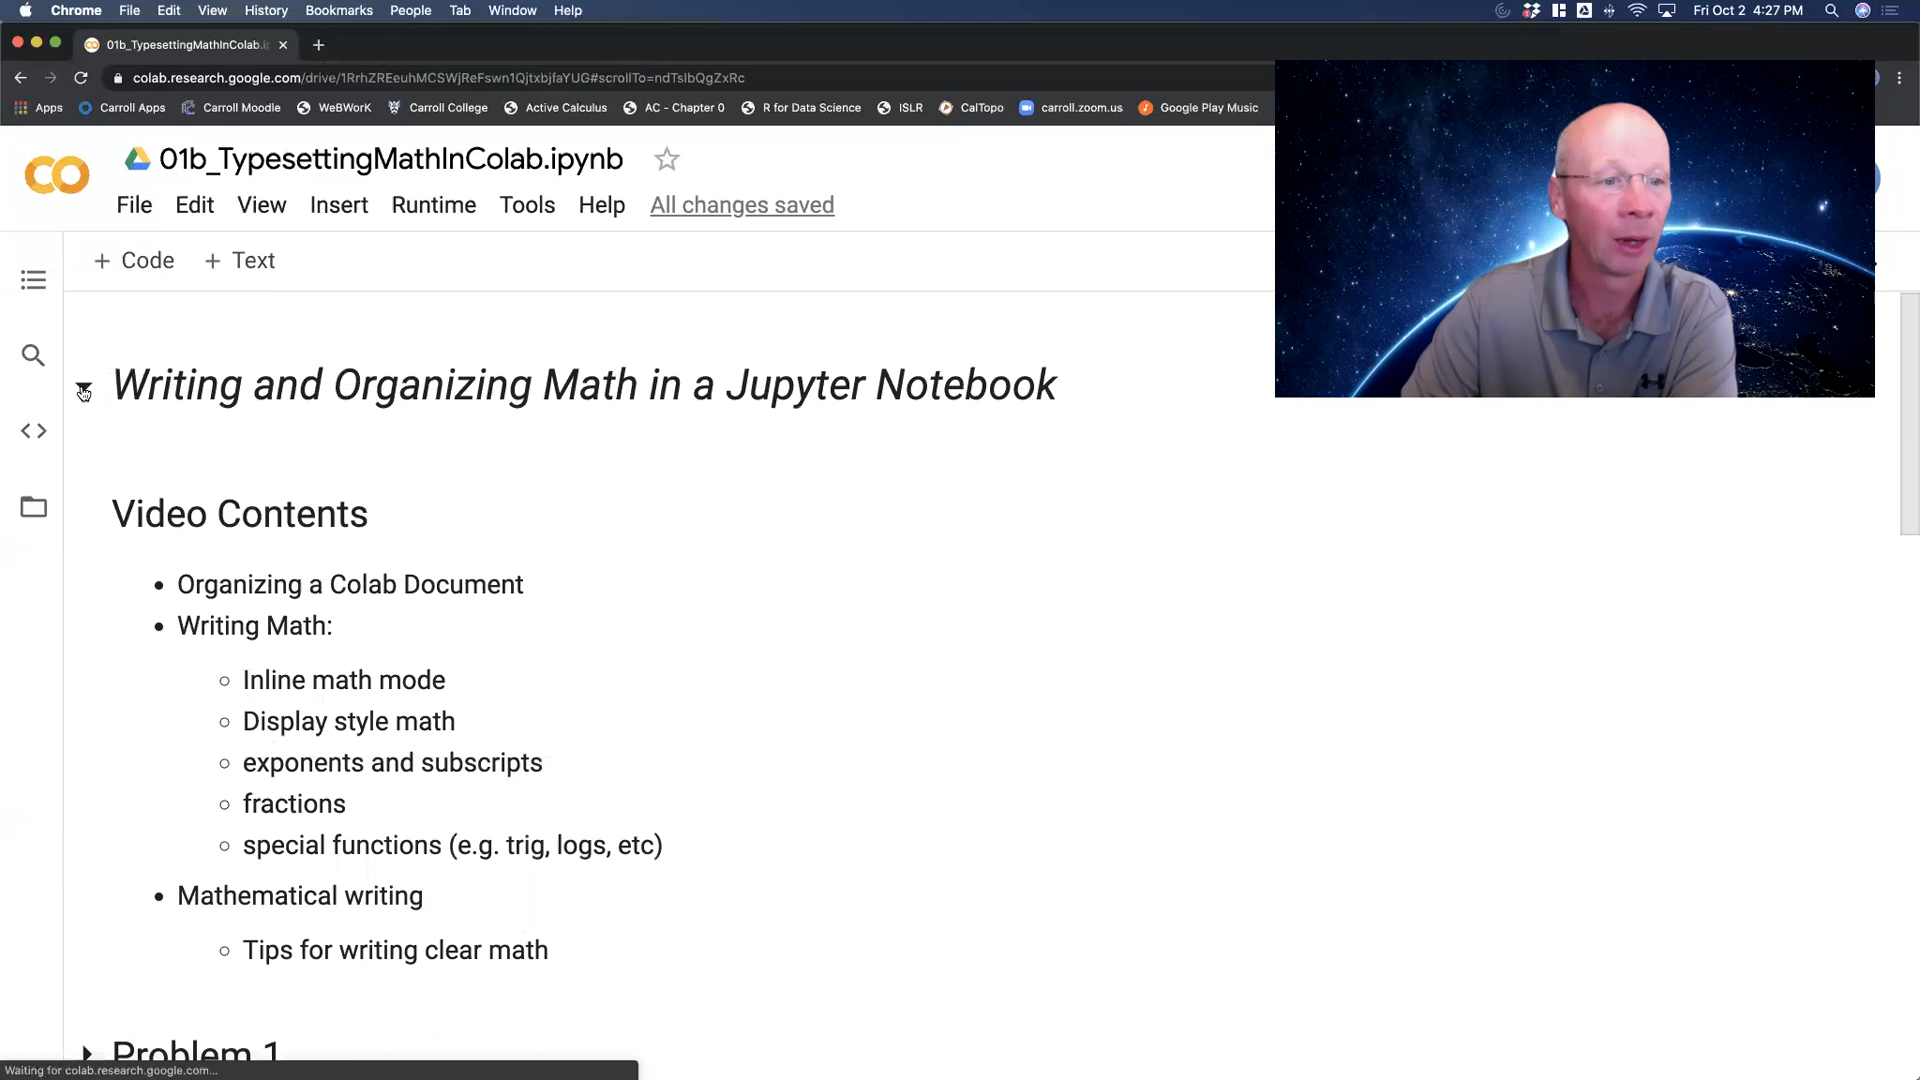 Chrome File Edit View History Bookmarks People Tab Window Help Fri Oct 2 4:27 PM
01b_TypesettingMathInColab.i
colab.research.google.com/drive/1RrhZREeuhMCSWjReFswn1QjtxbjfaYUG#scrollTo=ndTsIbQgZxRc
Apps Carroll Apps Carroll Moodle WeBWorK Carroll College Active Calculus AC - Chapter 0 R for Data Science ISLR CalTopo carroll.zoom.us Google Play Music
CO 01b_TypesettingMathInColab.ipynb
File Edit View Insert Runtime Tools Help All changes saved
+ Code + Text
Writing and Organizing Math in a Jupyter Notebook
Video Contents
• Organizing a Colab Document
• Writing Math:
○ Inline math mode
○ Display style math
○ exponents and subscripts
○ fractions
○ special functions (e.g. trig, logs, etc)
• Mathematical writing
○ Tips for writing clear math
Problem 1
Waiting for colab.research.google.com...